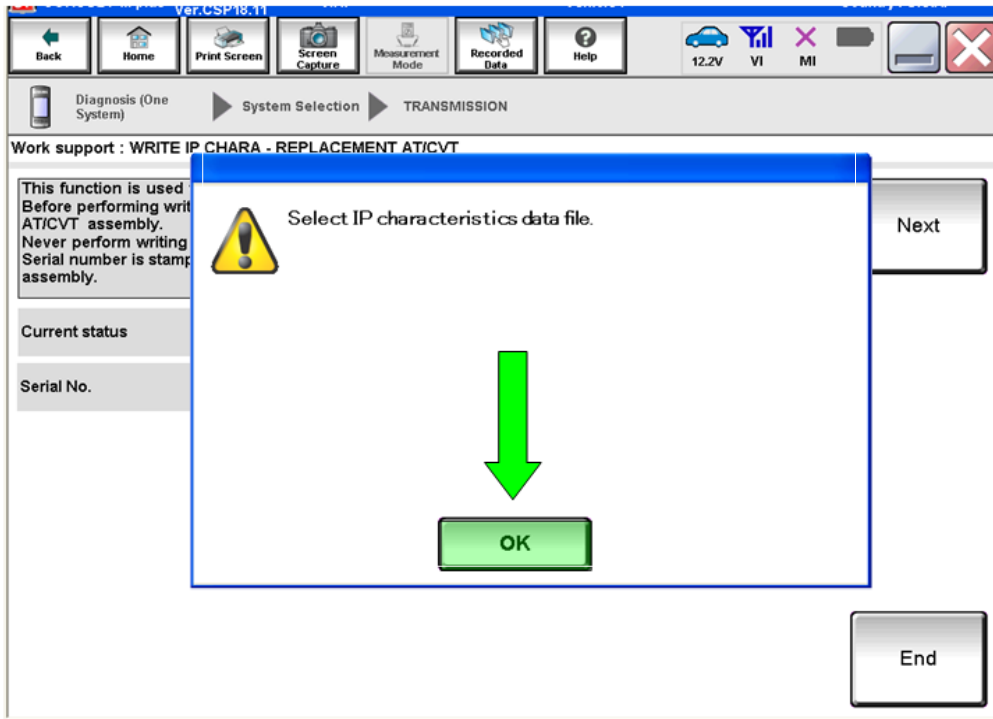 Ver.CSP18.11
Back
Home
Print Screen
Screen Capture
Measurement Mode
Recorded Data
Help
12.2V
VI
MI
Diagnosis (One System)
System Selection
TRANSMISSION
Work support : WRITE IP CHARA - REPLACEMENT AT/CVT
This function is used
Before performing writ
AT/CVT assembly.
Never perform writing
Serial number is stamp
assembly.
Select IP characteristics data file.
Next
Current status
Serial No.
OK
End